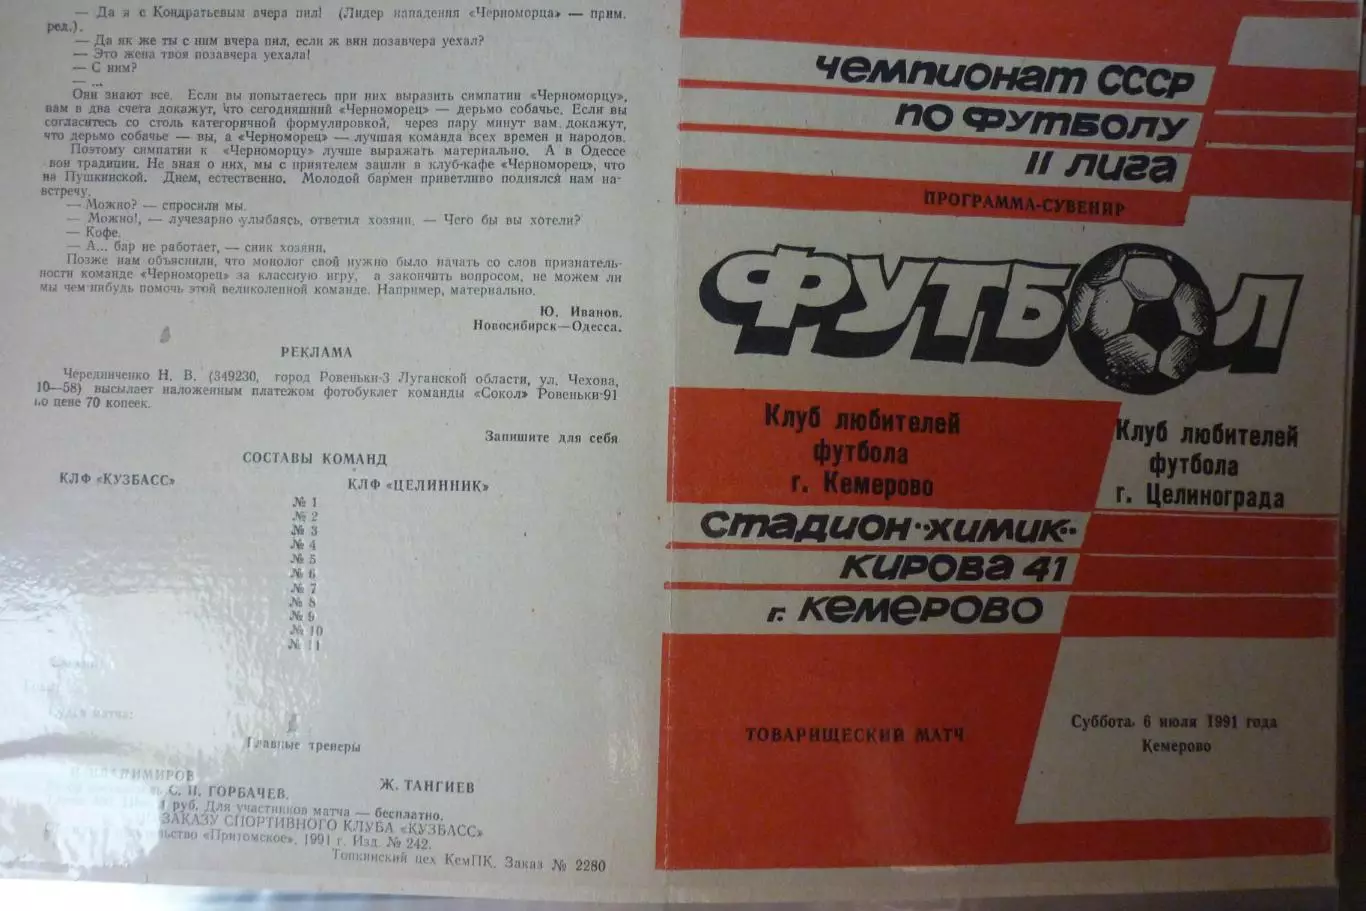 — Да я с Кондратьевым вчера пил! (Лидер нападения «Черноморца» — прим.
ред.).
— Да як же ты с ним вчера пил, если ж вин позавчера уехал?
— Это жена твоя позавчера уехала!
— С ним?
— ...
Они знают все. Если вы попытаетесь при них выразить симпатии «Черноморцу»,
вам в два счета докажут, что сегодняшний «Черноморец» — дерьмо собачье. Если вы
согласитесь со столь категоричной формулировкой, через пару минут вам докажут,
что дерьмо собачье — вы, а «Черноморец» — лучшая команда всех времен и народов.
Поэтому симпатии к «Черноморцу» лучше выражать материально. А в Одессе
вон традиции. Не зная о них, мы с приятелем зашли в клуб-кафе «Черноморец», что
на Пушкинской. Днем, естественно. Молодой бармен приветливо поднялся нам на-
встречу.
— Можно? — спросили мы.
— Можно!, — лучезарно улыбаясь, ответил хозяин. — Чего бы вы хотели?
— Кофе.
— А... бар не работает, — сник хозяин.
Позже нам объяснили, что монолог свой нужно было начать со слов признатель-
ности команде «Черноморец» за классную игру, а закончить вопросом, не можем ли
мы чем-нибудь помочь этой великолепной команде. Например, материально.
Ю. Иванов.
Новосибирск—Одесса.
РЕКЛАМА
Чередниченко Н. В. (349230, город Ровеньки-3 Луганской области, ул. Чехова,
10—58) высылает наложенным платежом фотобуклет команды «Сокол» Ровеньки-91
по цене 70 копеек.
Запишите для себя
СОСТАВЫ КОМАНД
КЛФ «КУЗБАСС» КЛФ «ЦЕЛИННИК»
№ 1
№ 2
№ 3
№ 4
№ 5
№ 6
№ 7
№ 8
№ 9
№ 10
№ 11
матча:
Главные тренеры
Ж. ТАНГИЕВ
С. П. ГОРБАЧЕВ.
1 руб. Для участников матча — бесплатно.
ЗАКАЗУ СПОРТИВНОГО КЛУБА «КУЗБАСС»
«Притомское», 1991 г. Изд. № 242.
Топкинский цех КемПК. Заказ № 2280
чемпионат СССР
по футболу
II лига
ПРОГРАММА-СУВЕНИР
ФУТБОЛ
Клуб любителей
футбола
г. Кемерово
Клуб любителей
футбола
г. Целинограда
стадион «химик»
кирова 41
г. кемерово
ТОВАРИЩЕСКИЙ МАТЧ
Суббота, 6 июля 1991 года
Кемерово